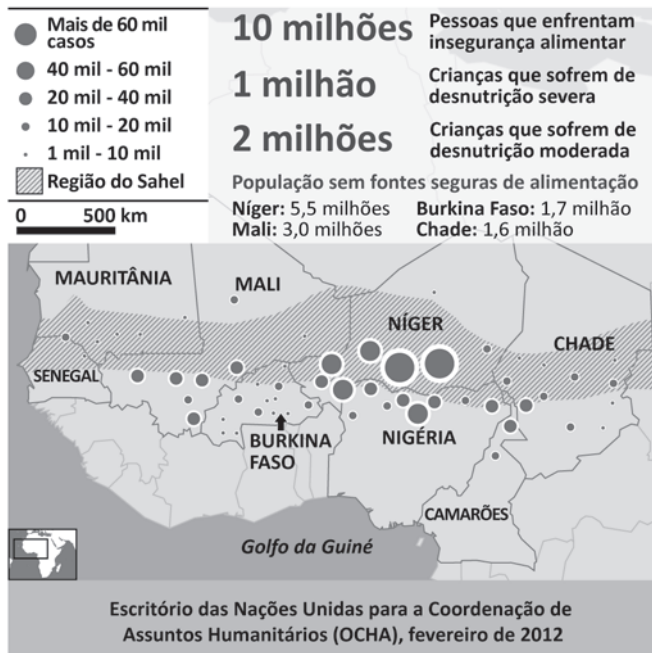 Mais de 60 mil
casos
40 mil - 60 mil
20 mil - 40 mil
10 mil - 20 mil
1 mil - 10 mil
Região do Sahel
0 500 km
10 milhões
Pessoas que enfrentam
insegurança alimentar
1 milhão
Crianças que sofrem de
desnutrição severa
2 milhões
Crianças que sofrem de
desnutrição moderada
População sem fontes seguras de alimentação
Níger: 5,5 milhões Burkina Faso: 1,7 milhão
Mali: 3,0 milhões Chade: 1,6 milhão
MAURITÂNIA
MALI
NÍGER
CHADE
SENEGAL
BURKINA
FASO
NIGÉRIA
CAMARÕES
Golfo da Guiné
Escritório das Nações Unidas para a Coordenação de
Assuntos Humanitários (OCHA), fevereiro de 2012